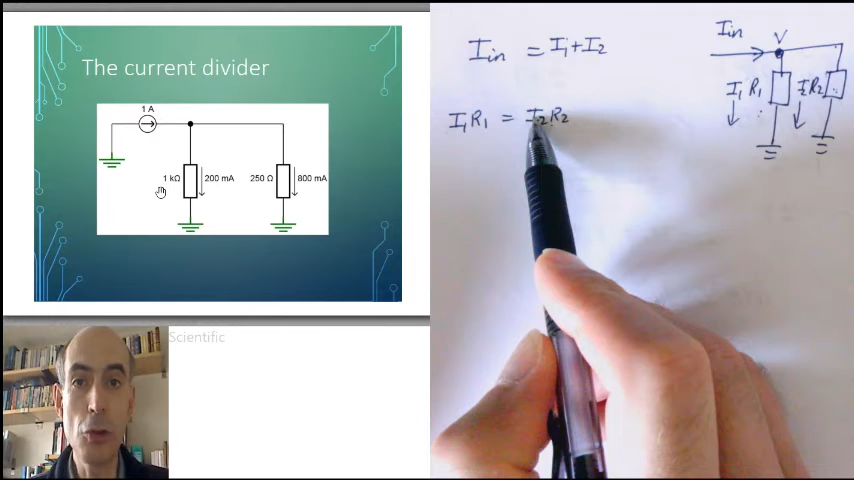 The current divider
1 A
1 kΩ
200 mA
250 Ω
800 mA
Scientific
Iin = I1+I2
I1R1 = I2R2
Iin
V
I1 R1
I2 R2